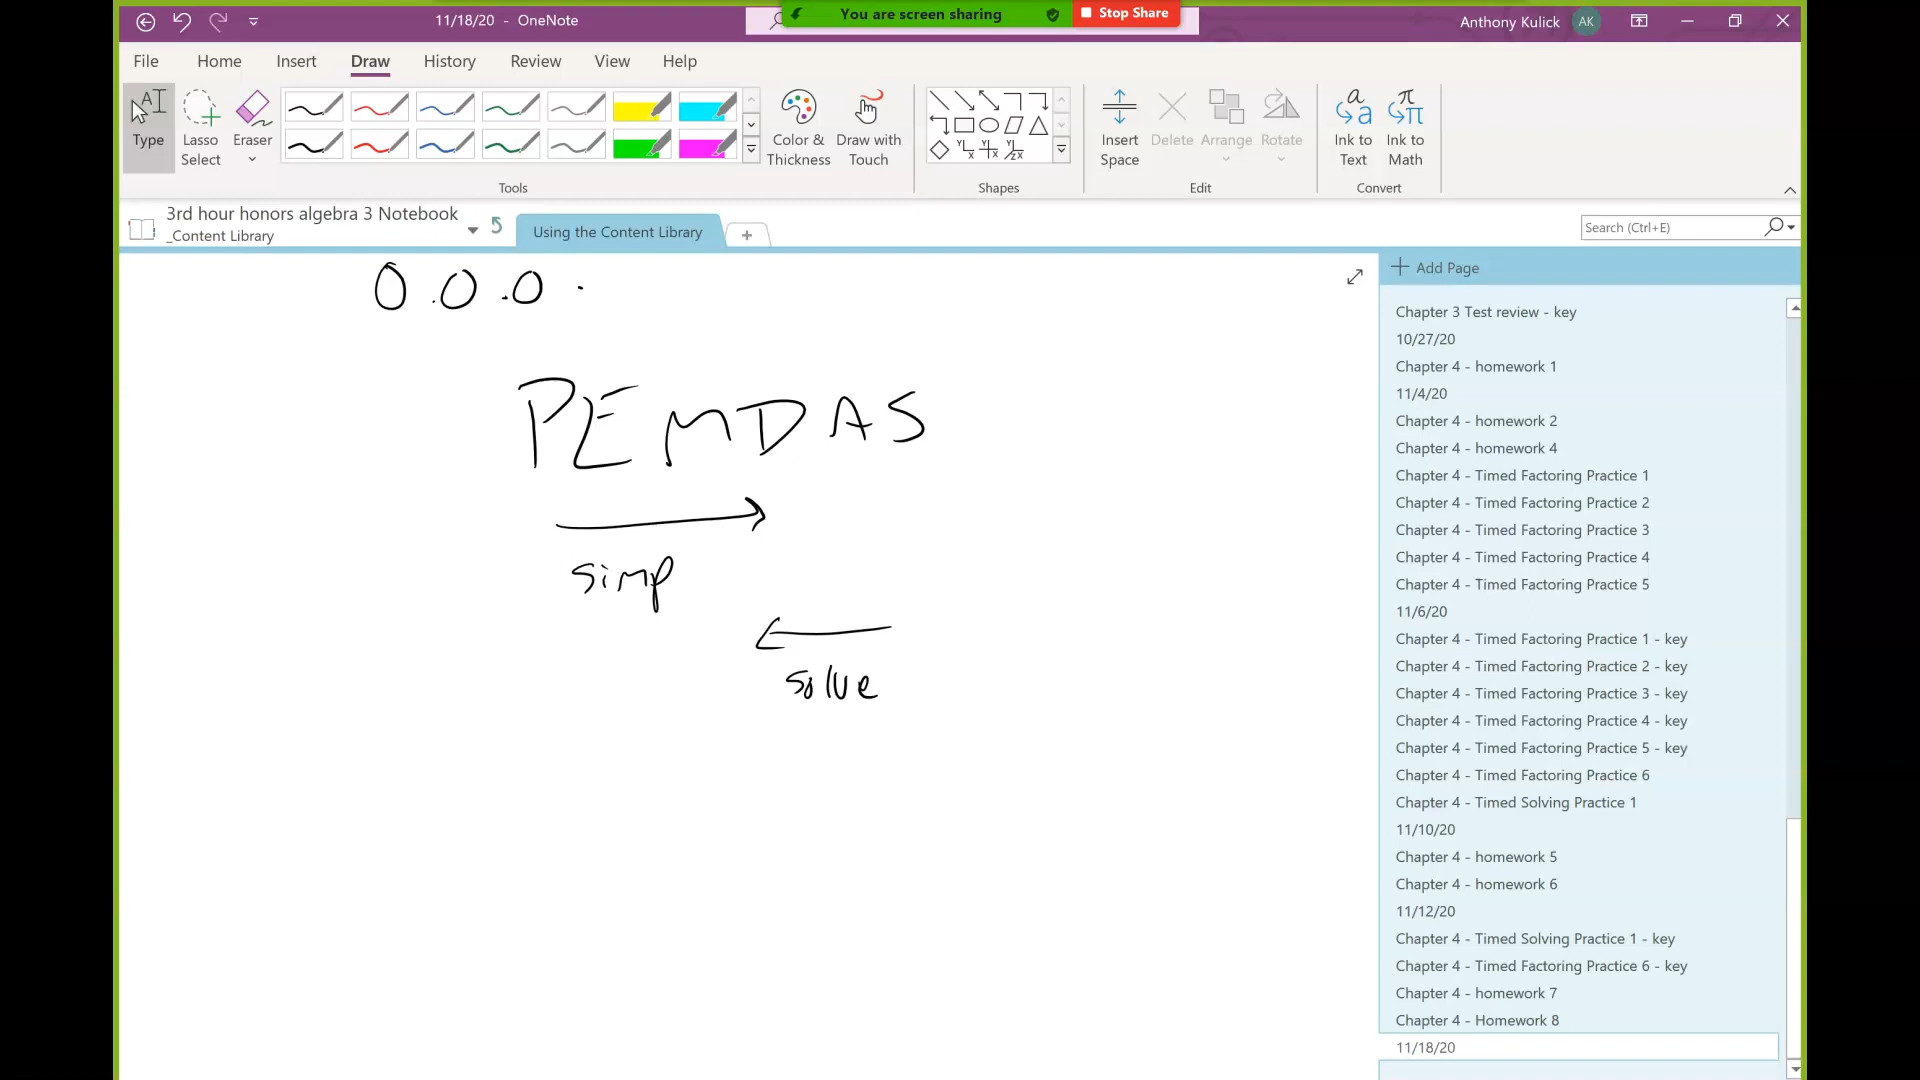 11/18/20 - OneNote
You are screen sharing
Stop Share
Anthony Kulick
AK
File Home Insert Draw History Review View Help
Type
Lasso Select
Eraser
Color & Thickness
Draw with Touch
Insert Space
Delete
Arrange
Rotate
Ink to Text
Ink to Math
Tools Shapes Edit Convert
3rd hour honors algebra 3 Notebook
_Content Library
Using the Content Library
Search (Ctrl+E)
O.O.O.
PEMDAS
simp
solve
Add Page
Chapter 3 Test review - key
10/27/20
Chapter 4 - homework 1
11/4/20
Chapter 4 - homework 2
Chapter 4 - homework 4
Chapter 4 - Timed Factoring Practice 1
Chapter 4 - Timed Factoring Practice 2
Chapter 4 - Timed Factoring Practice 3
Chapter 4 - Timed Factoring Practice 4
Chapter 4 - Timed Factoring Practice 5
11/6/20
Chapter 4 - Timed Factoring Practice 1 - key
Chapter 4 - Timed Factoring Practice 2 - key
Chapter 4 - Timed Factoring Practice 3 - key
Chapter 4 - Timed Factoring Practice 4 - key
Chapter 4 - Timed Factoring Practice 5 - key
Chapter 4 - Timed Factoring Practice 6
Chapter 4 - Timed Solving Practice 1
11/10/20
Chapter 4 - homework 5
Chapter 4 - homework 6
11/12/20
Chapter 4 - Timed Solving Practice 1 - key
Chapter 4 - Timed Factoring Practice 6 - key
Chapter 4 - homework 7
Chapter 4 - Homework 8
11/18/20